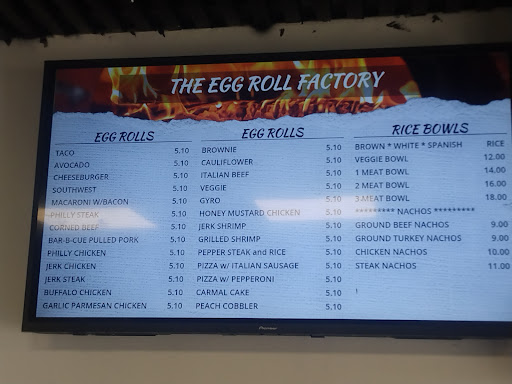 THE EGG ROLL FACTORY
EGG ROLLS
TACO 5.10
AVOCADO 5.10
CHEESEBURGER 5.10
SOUTHWEST 5.10
MACARONI W/BACON 5.10
PHILLY STEAK 5.10
CORNED BEEF 5.10
BAR-B-CUE PULLED PORK 5.10
PHILLY CHICKEN 5.10
JERK CHICKEN 5.10
JERK STEAK 5.10
BUFFALO CHICKEN 5.10
GARLIC PARMESAN CHICKEN 5.10
EGG ROLLS
BROWNIE 5.10
CAULIFLOWER 5.10
ITALIAN BEEF 5.10
VEGGIE 5.10
GYRO 5.10
HONEY MUSTARD CHICKEN 5.10
JERK SHRIMP 5.10
GRILLED SHRIMP 5.10
PEPPER STEAK and RICE 5.10
PIZZA w/ ITALIAN SAUSAGE 5.10
PIZZA w/ PEPPERONI 5.10
CARMAL CAKE 5.10
PEACH COBBLER 5.10
RICE BOWLS
BROWN * WHITE * SPANISH RICE
VEGGIE BOWL 12.00
1 MEAT BOWL 14.00
2 MEAT BOWL 16.00
3 MEAT BOWL 18.00
********* NACHOS *********
GROUND BEEF NACHOS 9.00
GROUND TURKEY NACHOS 9.00
CHICKEN NACHOS 10.00
STEAK NACHOS 11.00
Pioneer